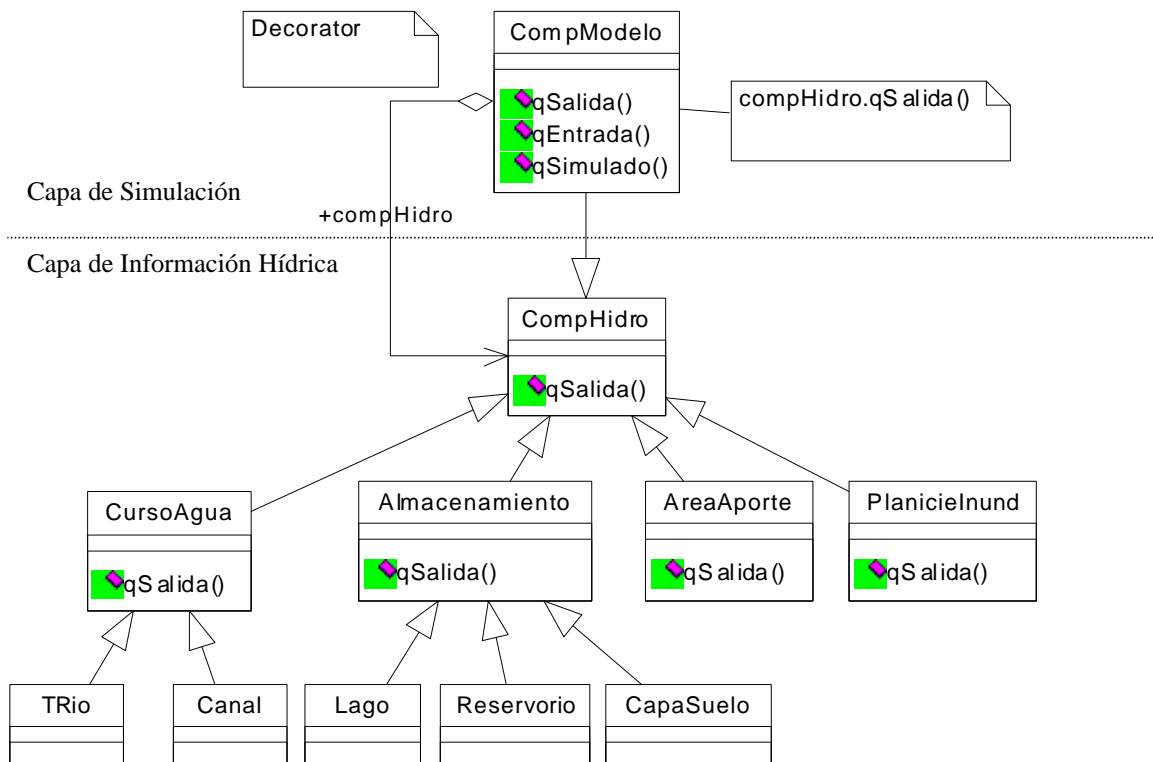 Decorator
CompModelo
qSalida()
qEntrada()
qSimulado()
compHidro.qSalida()
Capa de Simulación
+compHidro
Capa de Información Hídrica
CompHidro
qSalida()
CursoAgua
qSalida()
Almacenamiento
qSalida()
AreaAporte
qSalida()
PlanicieInund
qSalida()
TRio
Canal
Lago
Reservorio
CapaSuelo